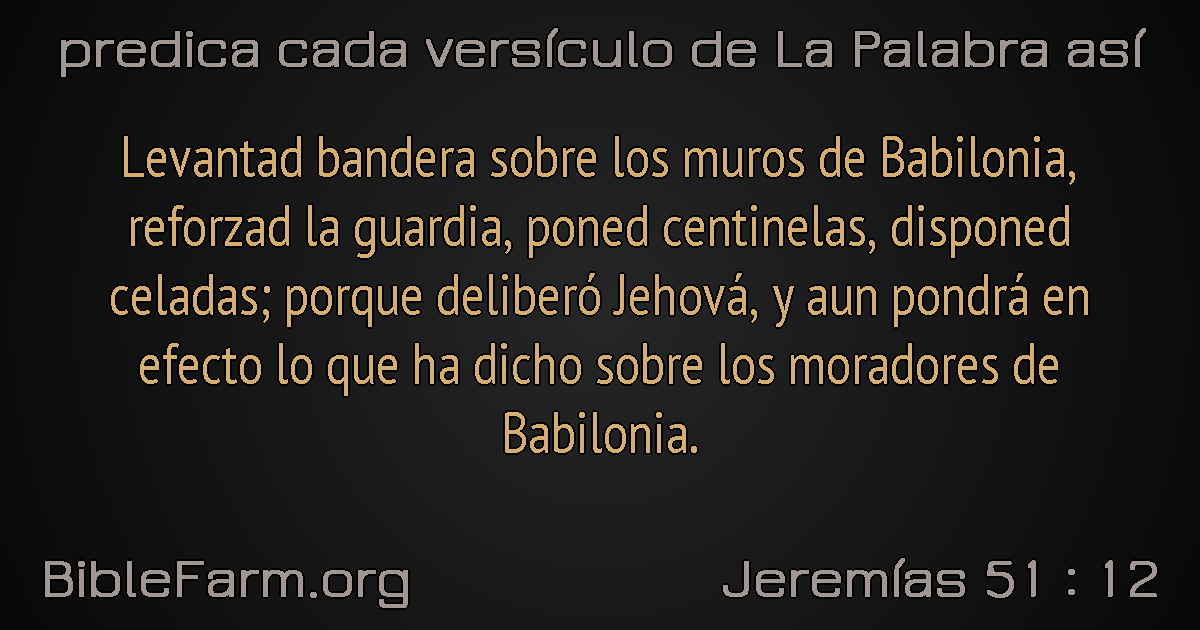 predica cada versículo de La Palabra así
Levantad bandera sobre los muros de Babilonia,
reforzad la guardia, poned centinelas, disponed
celadas; porque deliberó Jehová, y aun pondrá en
efecto lo que ha dicho sobre los moradores de
Babilonia.
BibleFarm.org
Jeremías 51 : 12